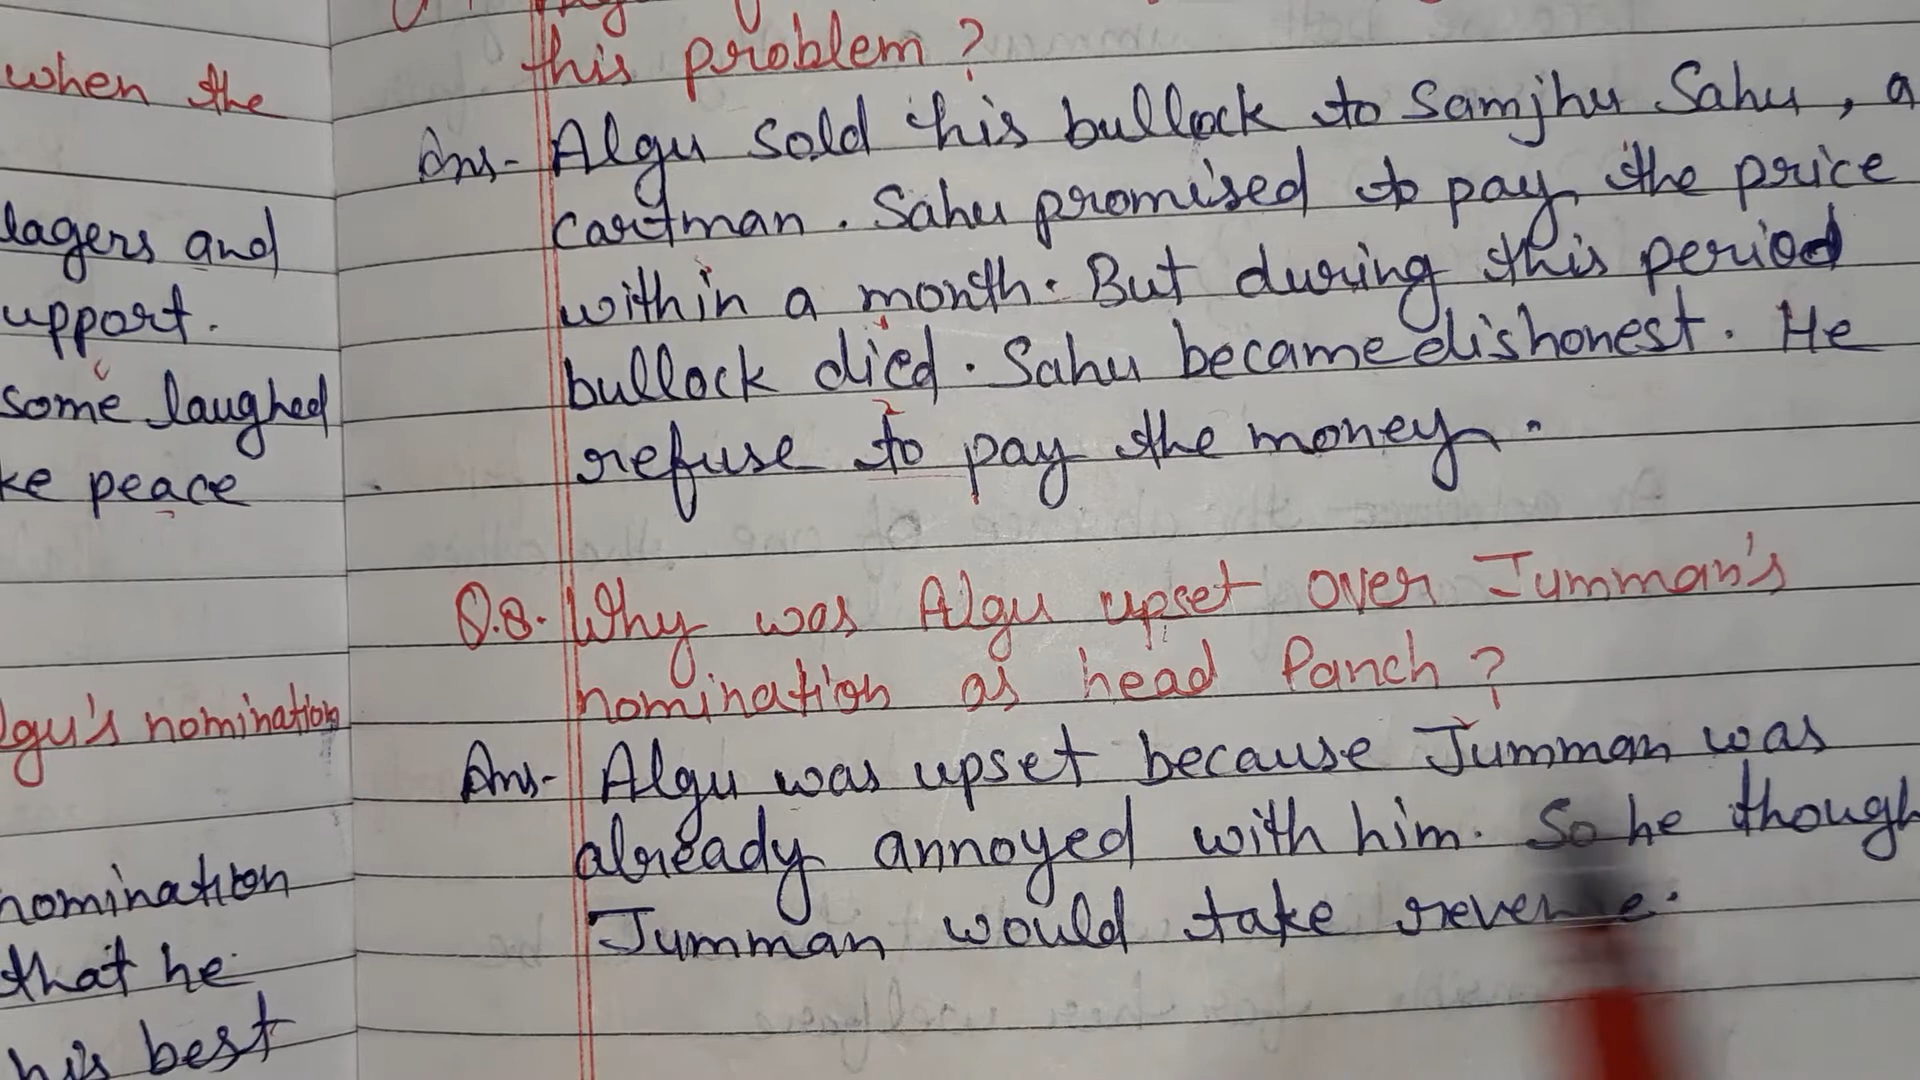 when the
lagers and
upport.
some laughed
ke peace
lgu's nomination
nomination
that he
his best
this problem?
Ans- Algu sold his bullock to Samjhu Sahu, a
cartman. Sahu promised to pay the price
within a month. But during this period
bullock died. Sahu became dishonest. He
refuse to pay the money.
Q.8. Why was Algu upset over Jumman's
nomination as head Panch?
Ans- Algu was upset because Jumman was
already annoyed with him. So he though
Jumman would take